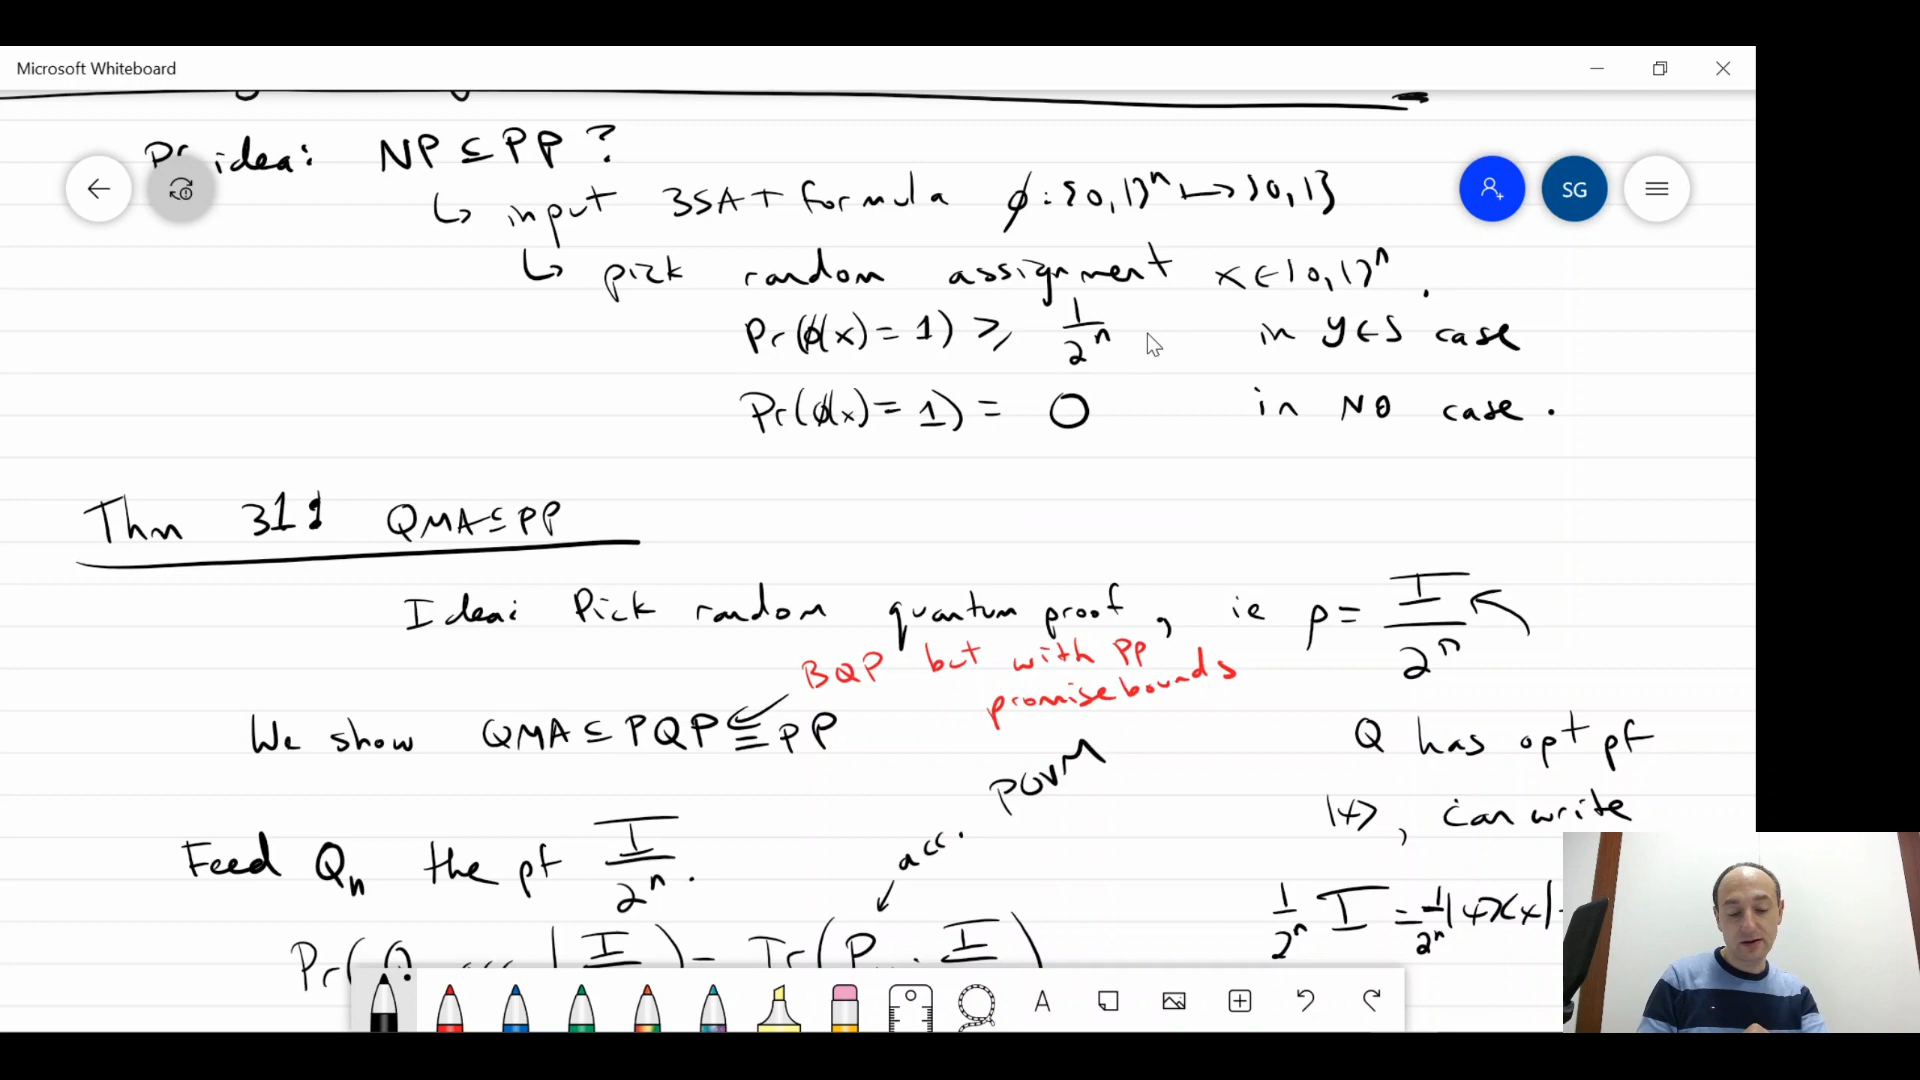 Microsoft Whiteboard
Pf idea: NP ⊆ PP ?
↳ input 3SAT formula ϕ : {0,1}ⁿ ↦ {0,1}
↳ pick random assignment x ∈ {0,1}ⁿ.
Pr(ϕ(x) = 1) ≥ 1/2ⁿ in YES case
Pr(ϕ(x) = 1) = 0 in NO case.
SG
Thm 31: QMA ⊆ PP
Idea: Pick random quantum proof, ie ρ = I/2ⁿ
BQP but with PP
promise bounds
We show QMA ⊆ PQP ⊆ PP
POVM
acc.
Feed Qₙ the pf I/2ⁿ.
Q has opt pf
|ψ⟩, can write
1/2ⁿ I = 1/2ⁿ |ψ⟩⟨ψ|
Pr(Q acc | I) = Tr(P · I)
A